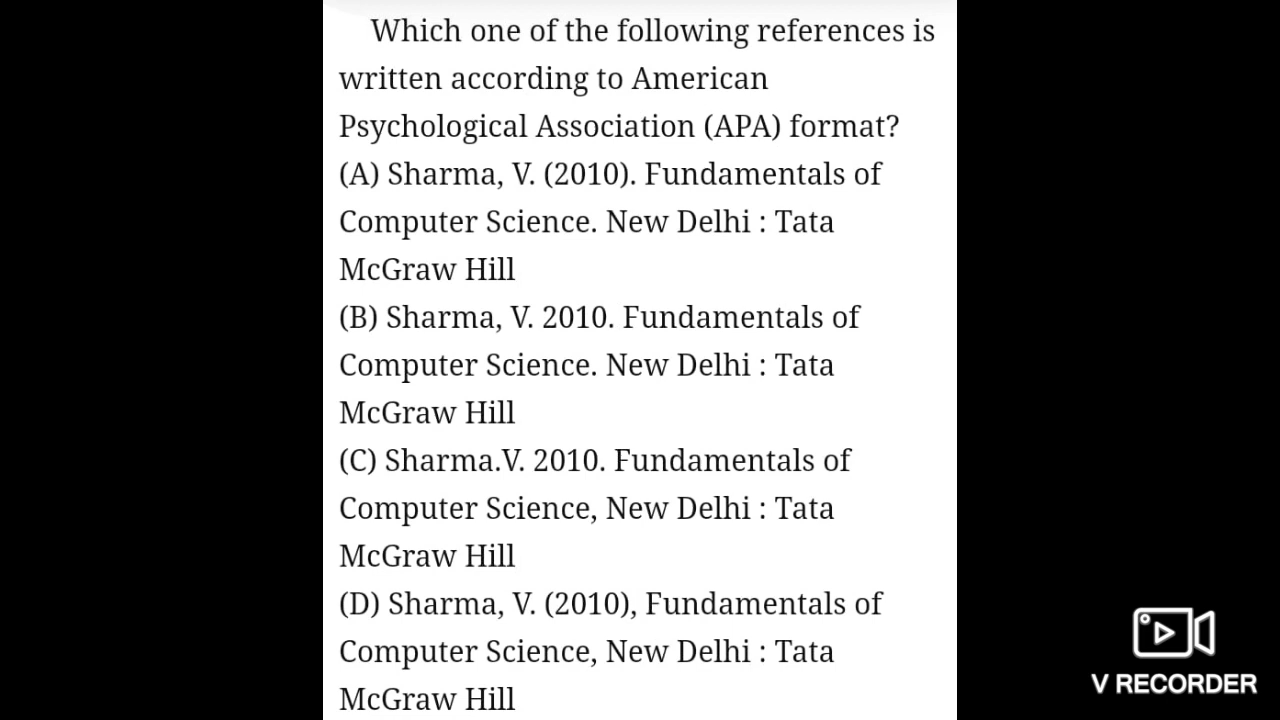 Which one of the following references is
written according to American
Psychological Association (APA) format?
(A) Sharma, V. (2010). Fundamentals of
Computer Science. New Delhi : Tata
McGraw Hill
(B) Sharma, V. 2010. Fundamentals of
Computer Science. New Delhi : Tata
McGraw Hill
(C) Sharma.V. 2010. Fundamentals of
Computer Science, New Delhi : Tata
McGraw Hill
(D) Sharma, V. (2010), Fundamentals of
Computer Science, New Delhi : Tata
McGraw Hill
V RECORDER